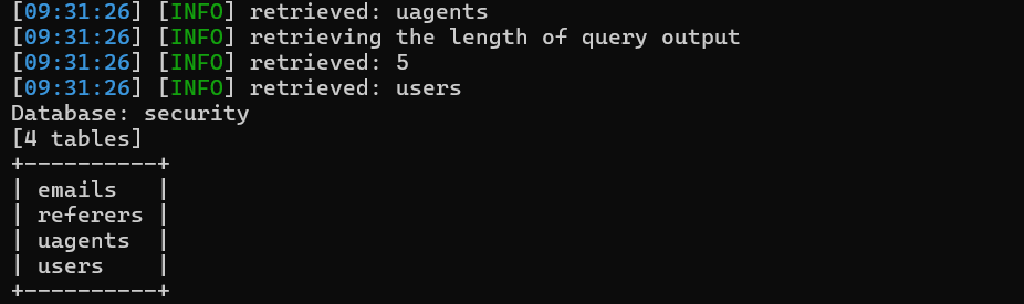 [09:31:26] [INFO] retrieved: uagents
[09:31:26] [INFO] retrieving the length of query output
[09:31:26] [INFO] retrieved: 5
[09:31:26] [INFO] retrieved: users
Database: security
[4 tables]
+----------+
| emails   |
| referers |
| uagents  |
| users    |
+----------+